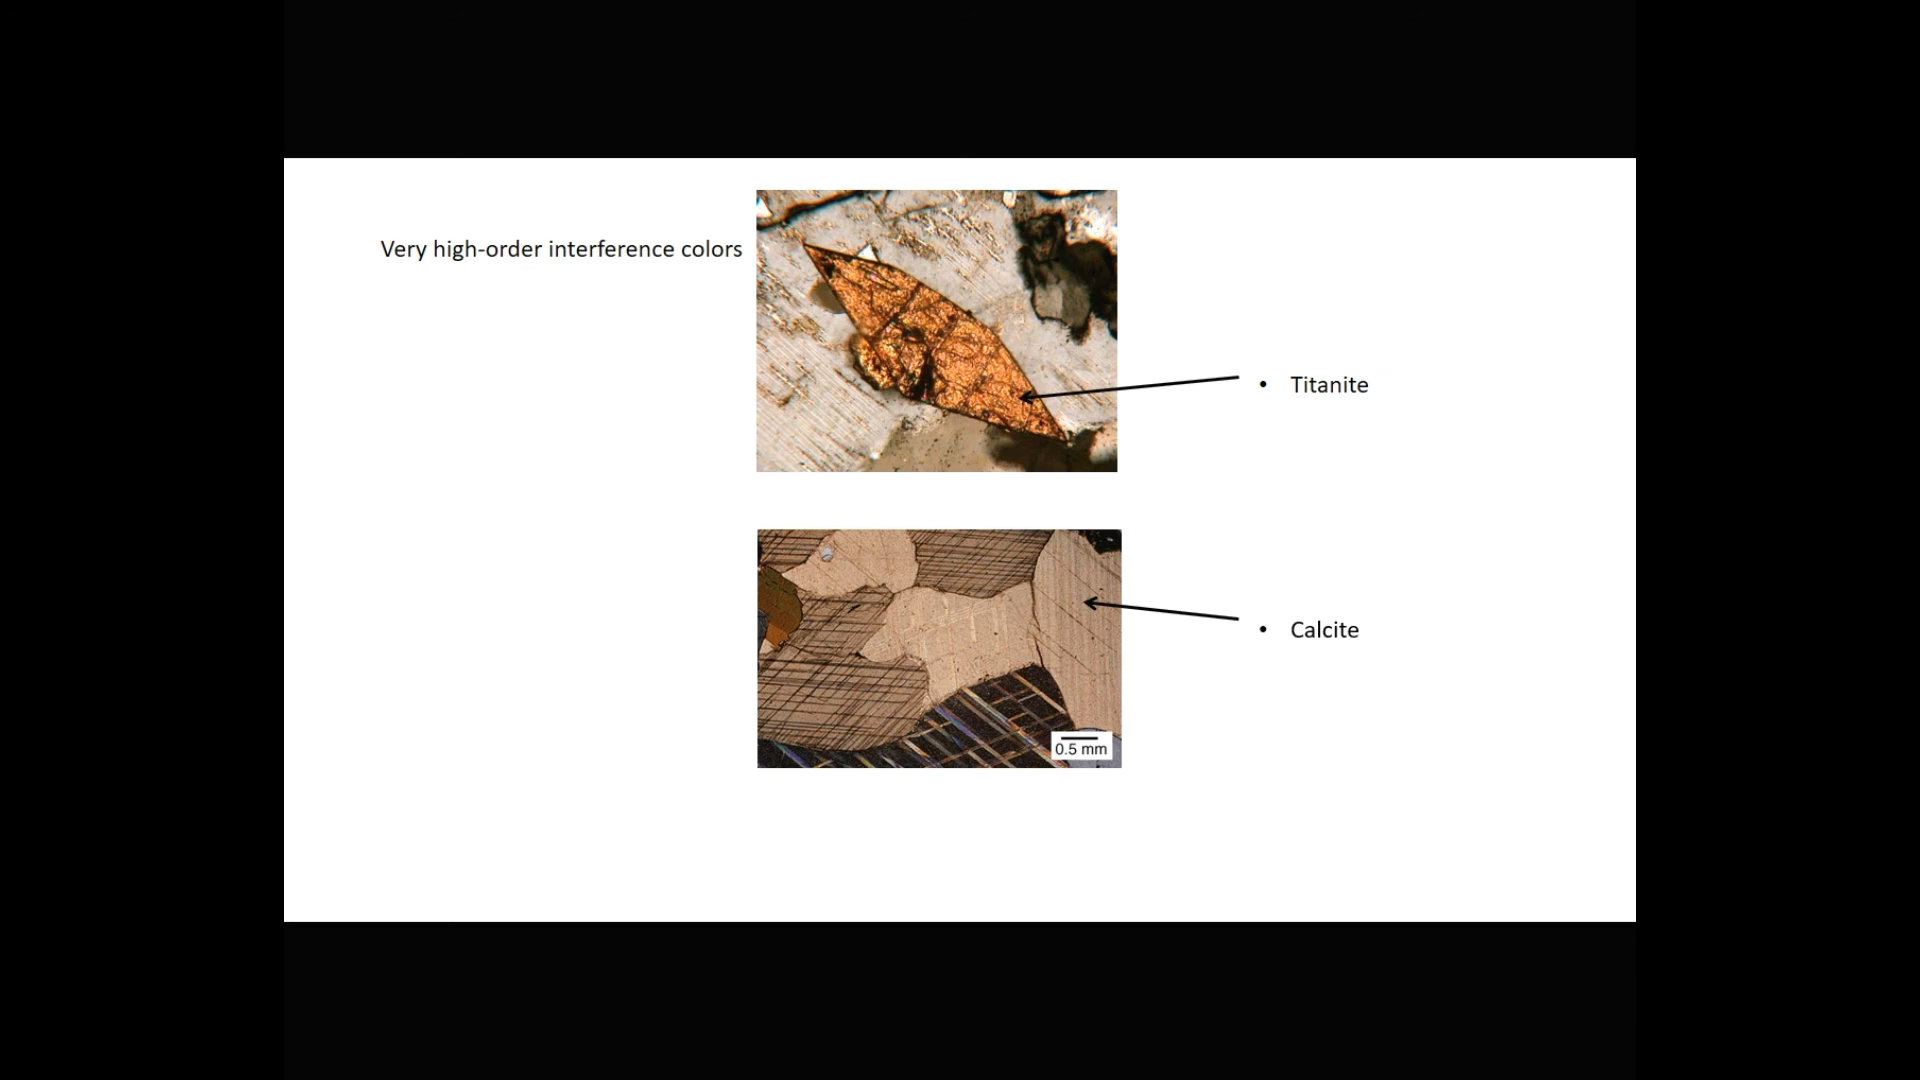 Very high-order interference colors
• Titanite
• Calcite
0.5 mm